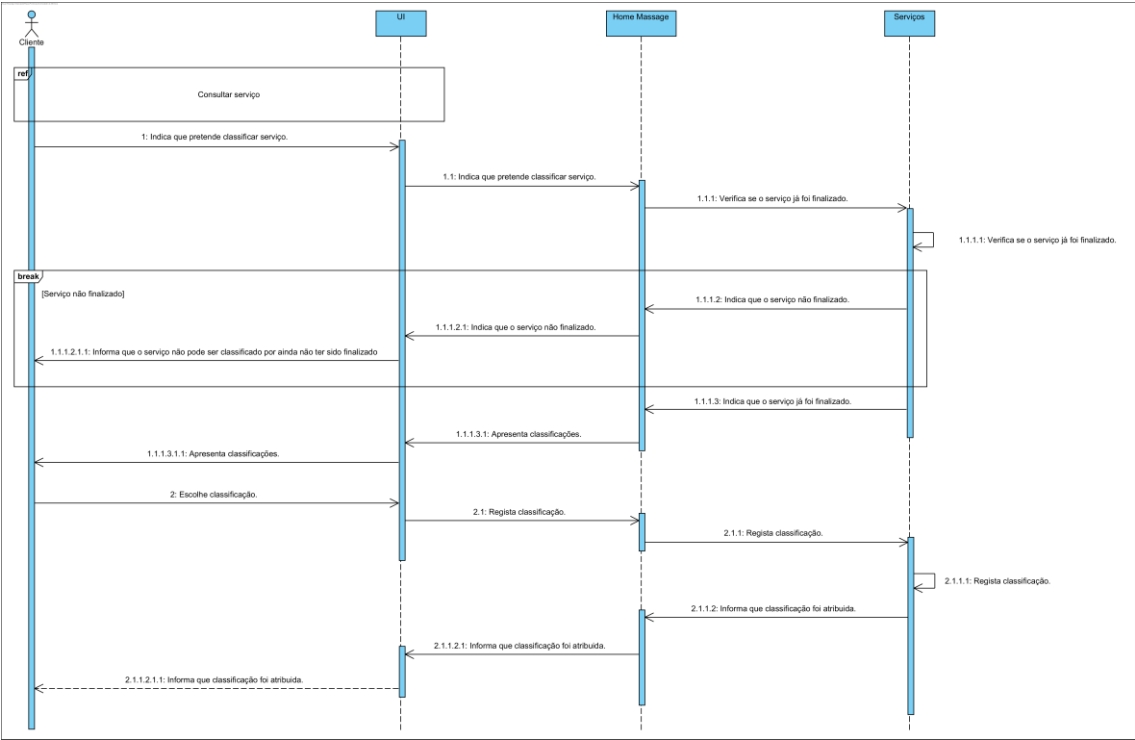 UI
Home Massage
Serviços
Cliente
ref
Consultar serviço
1: Indica que pretende classificar serviço.
1.1: Indica que pretende classificar serviço.
1.1.1: Verifica se o serviço já foi finalizado.
1.1.1.1: Verifica se o serviço já foi finalizado.
break
[Serviço não finalizado]
1.1.1.2: Indica que o serviço não finalizado.
1.1.1.2.1: Indica que o serviço não finalizado.
1.1.1.2.1.1: Informa que o serviço não pode ser classificado por ainda não ter sido finalizado
1.1.1.3: Indica que o serviço já foi finalizado.
1.1.1.3.1: Apresenta classificações.
1.1.1.3.1.1: Apresenta classificações.
2: Escolhe classificação.
2.1: Regista classificação.
2.1.1: Regista classificação.
2.1.1.1: Regista classificação.
2.1.1.2: Informa que classificação foi atribuida.
2.1.1.2.1: Informa que classificação foi atribuida.
2.1.1.2.1.1: Informa que classificação foi atribuida.